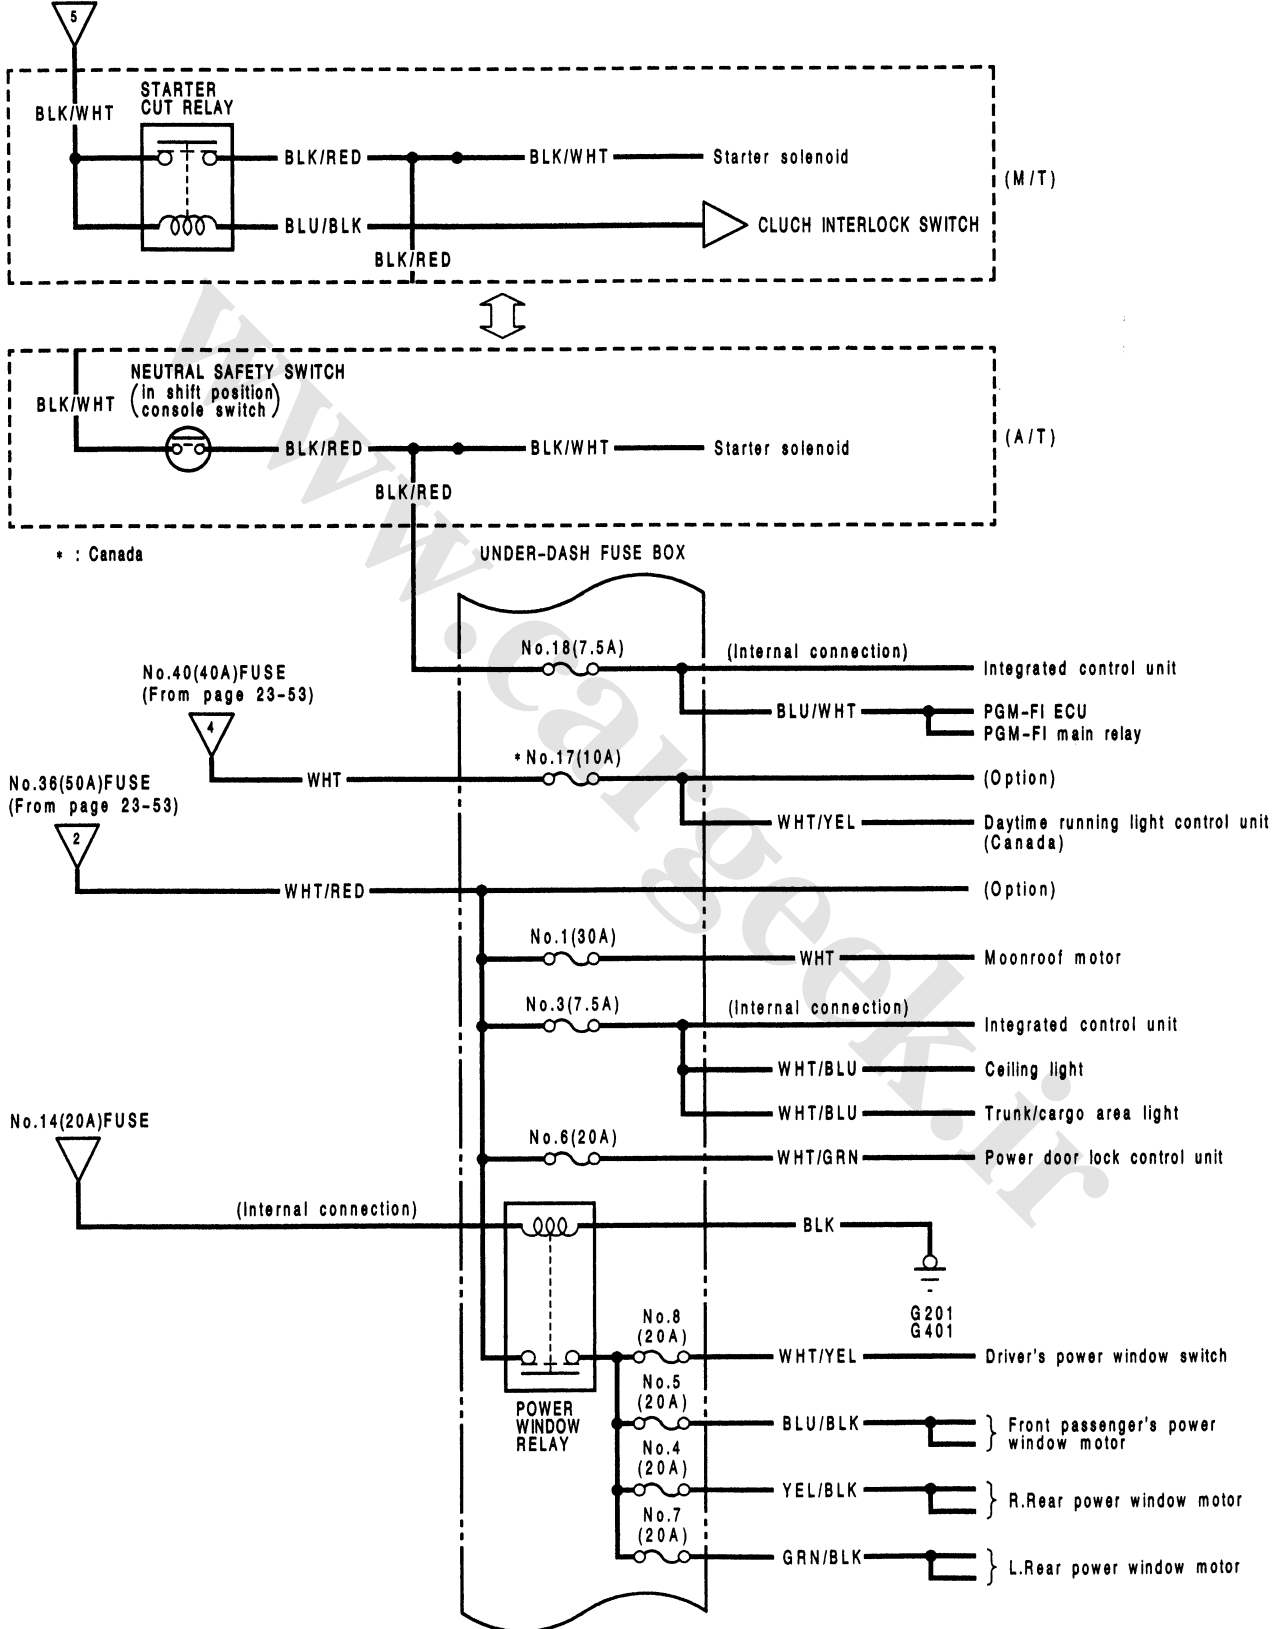 5
STARTER
CUT RELAY
BLK/WHT
BLK/RED
BLK/WHT
Starter solenoid
(M/T)
BLU/BLK
CLUCH INTERLOCK SWITCH
BLK/RED
NEUTRAL SAFETY SWITCH
(in shift position)
(console switch)
BLK/WHT
BLK/RED
BLK/WHT
Starter solenoid
(A/T)
BLK/RED
* : Canada
UNDER-DASH FUSE BOX
No.18(7.5A)
(Internal connection)
Integrated control unit
No.40(40A)FUSE
(From page 23-53)
4
BLU/WHT
PGM-FI ECU
PGM-FI main relay
*No.17(10A)
WHT
(Option)
No.36(50A)FUSE
(From page 23-53)
2
WHT/YEL
Daytime running light control unit
(Canada)
WHT/RED
(Option)
No.1(30A)
WHT
Moonroof motor
No.3(7.5A)
(Internal connection)
Integrated control unit
WHT/BLU
Ceiling light
WHT/BLU
Trunk/cargo area light
No.14(20A)FUSE
No.6(20A)
WHT/GRN
Power door lock control unit
(Internal connection)
BLK
G201
G401
No.8
(20A)
WHT/YEL
Driver's power window switch
POWER
WINDOW
RELAY
No.5
(20A)
BLU/BLK
Front passenger's power
window motor
No.4
(20A)
YEL/BLK
R.Rear power window motor
No.7
(20A)
GRN/BLK
L.Rear power window motor
www.cargeek.ir